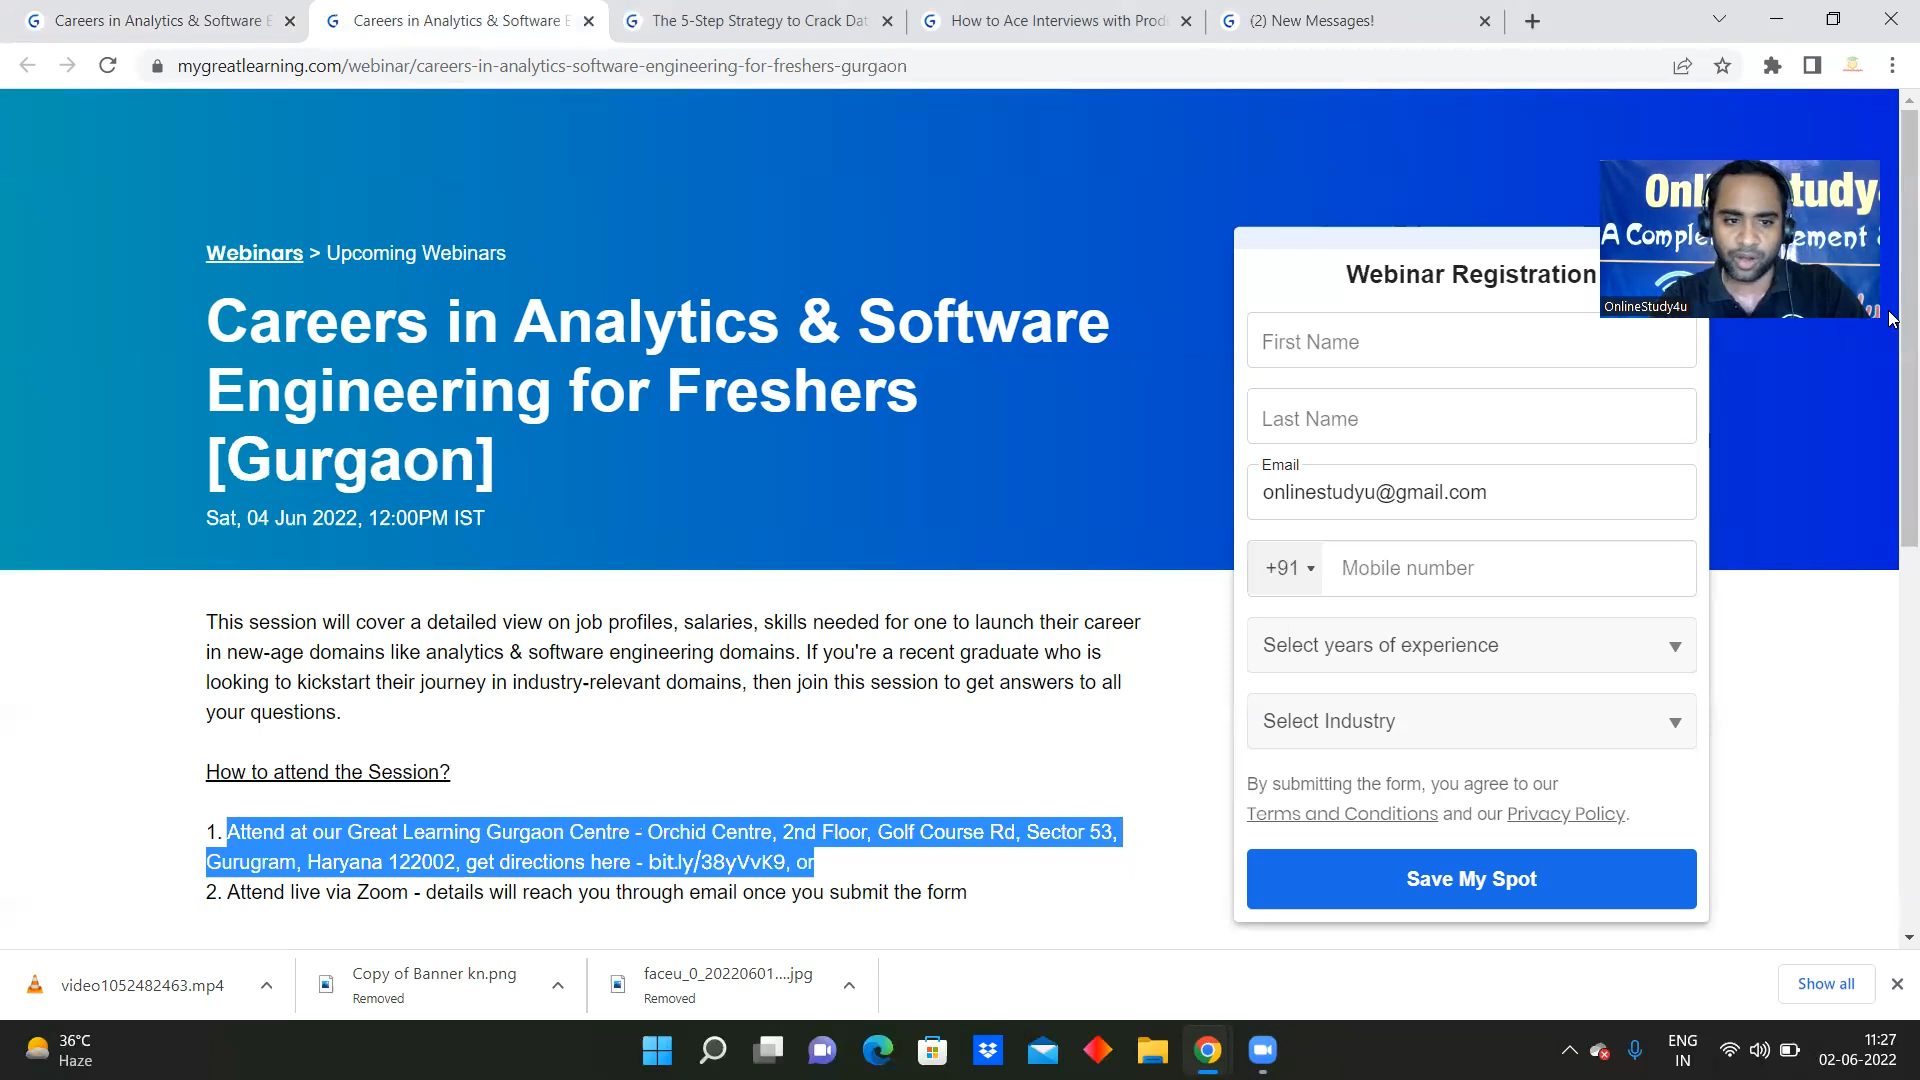 Careers in Analytics & Software E
Careers in Analytics & Software E
The 5-Step Strategy to Crack Dat
How to Ace Interviews with Prod
(2) New Messages!
mygreatlearning.com/webinar/careers-in-analytics-software-engineering-for-freshers-gurgaon
Webinars > Upcoming Webinars
Careers in Analytics & Software
Engineering for Freshers
[Gurgaon]
Sat, 04 Jun 2022, 12:00PM IST
This session will cover a detailed view on job profiles, salaries, skills needed for one to launch their career
in new-age domains like analytics & software engineering domains. If you're a recent graduate who is
looking to kickstart their journey in industry-relevant domains, then join this session to get answers to all
your questions.
How to attend the Session?
1. Attend at our Great Learning Gurgaon Centre - Orchid Centre, 2nd Floor, Golf Course Rd, Sector 53,
Gurugram, Haryana 122002, get directions here - bit.ly/38yVvK9, or
2. Attend live via Zoom - details will reach you through email once you submit the form
Webinar Registration
First Name
Last Name
Email
onlinestudyu@gmail.com
+91 Mobile number
Select years of experience
Select Industry
By submitting the form, you agree to our
Terms and Conditions and our Privacy Policy.
Save My Spot
A Comple
OnlineStudy4u
video1052482463.mp4
Copy of Banner kn.png
Removed
faceu_0_20220601....jpg
Removed
Show all
36°C
Haze
ENG
IN
11:27
02-06-2022